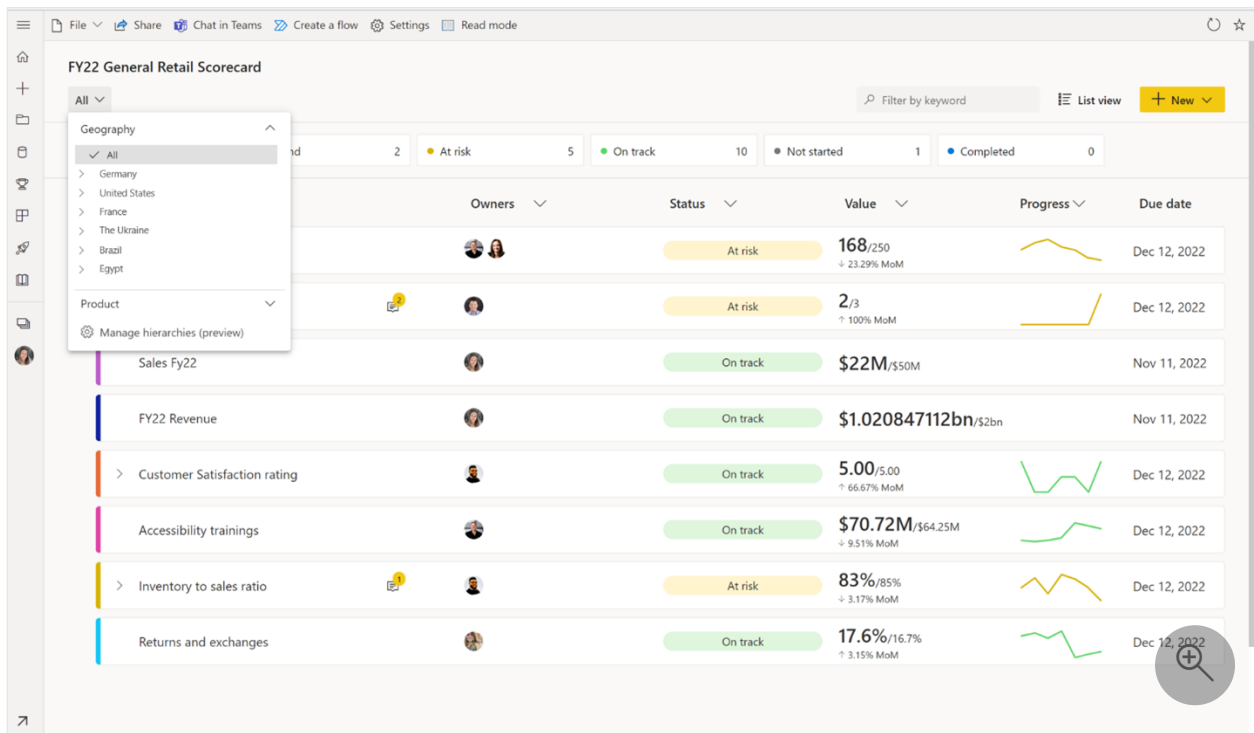 File Share Chat in Teams Create a flow Settings Read mode
FY22 General Retail Scorecard
All Filter by keyword List view New
Geography
All
Germany
United States
France
The Ukraine
Brazil
Egypt
Product
Manage hierarchies (preview)
2 At risk 5 On track 10 Not started 1 Completed 0
Owners Status Value Progress Due date
At risk 168/250 Dec 12, 2022
↓ 23.29% MoM
2 At risk 2/3 Dec 12, 2022
↑ 100% MoM
Sales Fy22 On track $22M/$50M Nov 11, 2022
FY22 Revenue On track $1.020847112bn/$2bn Nov 11, 2022
Customer Satisfaction rating On track 5.00/5.00 Dec 12, 2022
↑ 66.67% MoM
Accessibility trainings On track $70.72M/$64.25M Dec 12, 2022
↓ 9.51% MoM
Inventory to sales ratio 1 At risk 83%/85% Dec 12, 2022
↓ 3.17% MoM
Returns and exchanges On track 17.6%/16.7% Dec 12, 2022
↑ 3.15% MoM